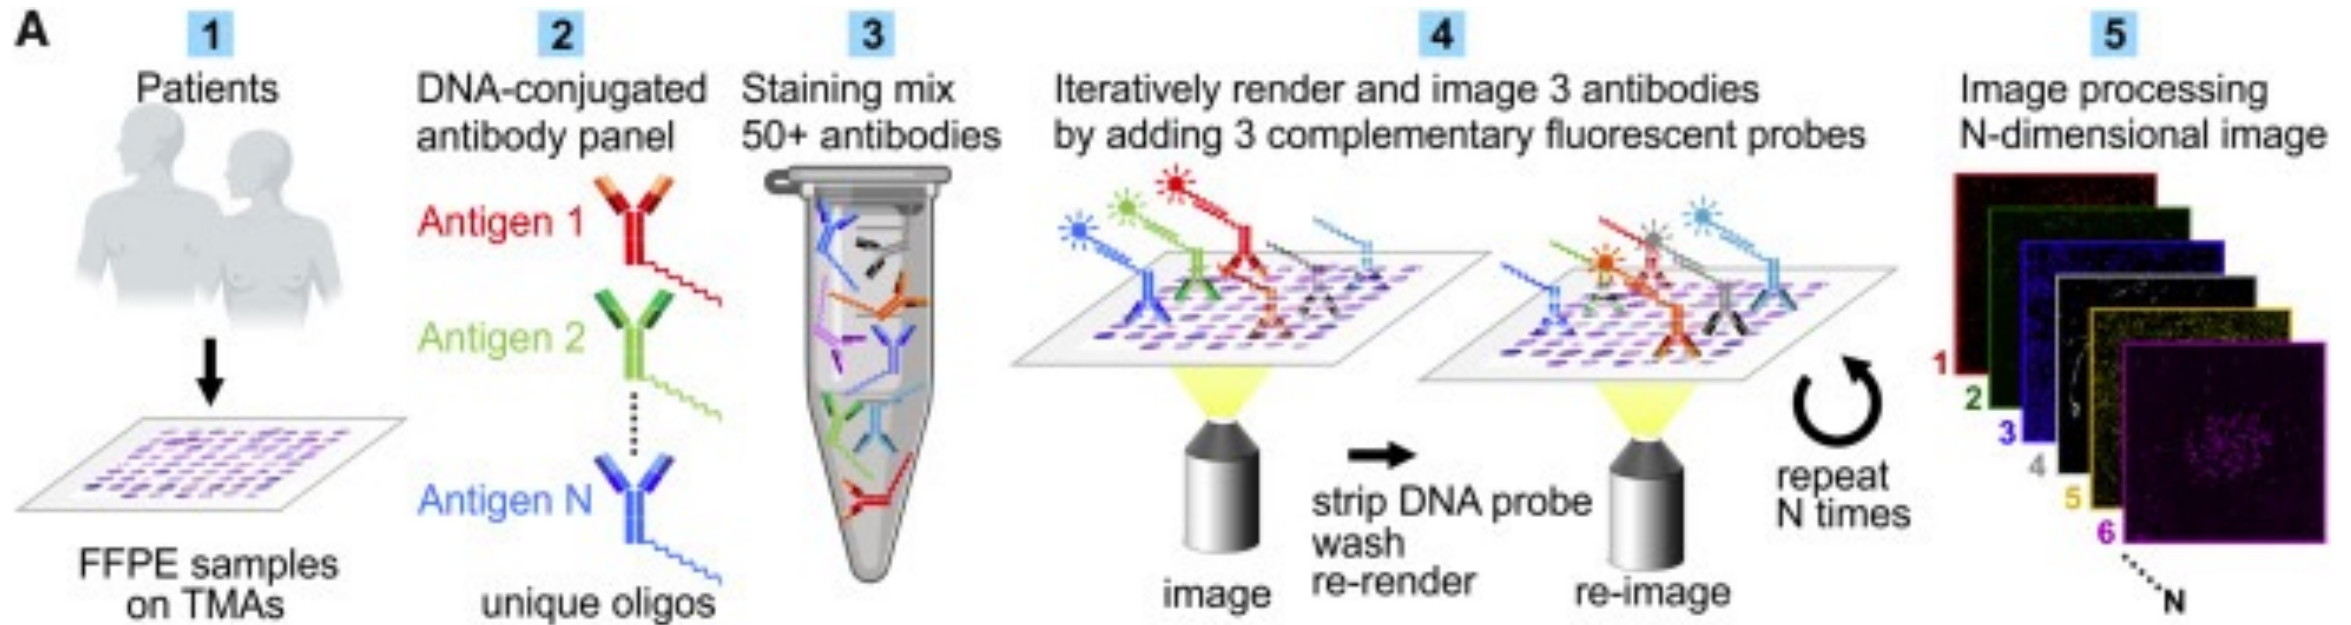 A
1
Patients
FFPE samples
on TMAs
2
DNA-conjugated
antibody panel
Antigen 1
Antigen 2
Antigen N
unique oligos
3
Staining mix
50+ antibodies
4
Iteratively render and image 3 antibodies
by adding 3 complementary fluorescent probes
image
strip DNA probe
wash
re-render
re-image
repeat
N times
5
Image processing
N-dimensional image
1
2
3
4
5
6
N